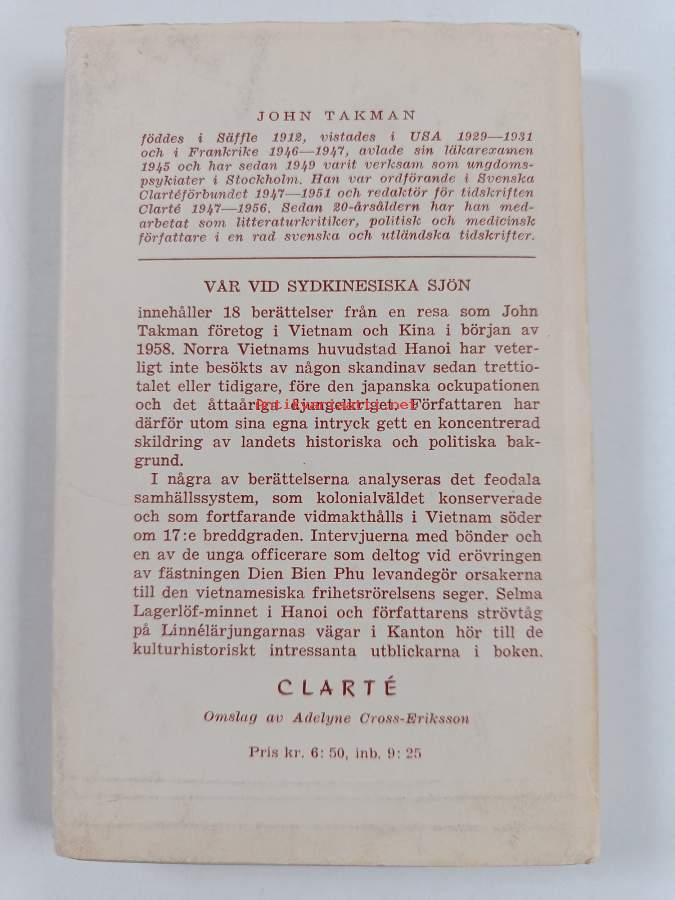 JOHN TAKMAN
föddes i Säffle 1912, vistades i USA 1929—1931
och i Frankrike 1946—1947, avlade sin läkarexamen
1945 och har sedan 1949 varit verksam som ungdoms-
psykiater i Stockholm. Han var ordförande i Svenska
Clartéförbundet 1947—1951 och redaktör för tidskriften
Clarté 1947—1956. Sedan 20-årsåldern har han med-
arbetat som litteraturkritiker, politisk och medicinsk
författare i en rad svenska och utländska tidskrifter.
VÅR VID SYDKINESISKA SJÖN
innehåller 18 berättelser från en resa som John
Takman företog i Vietnam och Kina i början av
1958. Norra Vietnams huvudstad Hanoi har veter-
ligt inte besökts av någon skandinav sedan trettio-
talet eller tidigare, före den japanska ockupationen
och det åttaåriga djungelkriget. Författaren har
därför utom sina egna intryck gett en koncentrerad
skildring av landets historiska och politiska bak-
grund.
I några av berättelserna analyseras det feodala
samhällssystem, som kolonialväldet konserverade
och som fortfarande vidmakthålls i Vietnam söder
om 17:e breddgraden. Intervjuerna med bönder och
en av de unga officerare som deltog vid erövringen
av fästningen Dien Bien Phu levandegör orsakerna
till den vietnamesiska frihetsrörelsens seger. Selma
Lagerlöf-minnet i Hanoi och författarens strövtåg
på Linnélärjungarnas vägar i Kanton hör till de
kulturhistoriskt intressanta utblickarna i boken.
CLARTÉ
Omslag av Adelyne Cross-Eriksson
Pris kr. 6:50, inb. 9:25